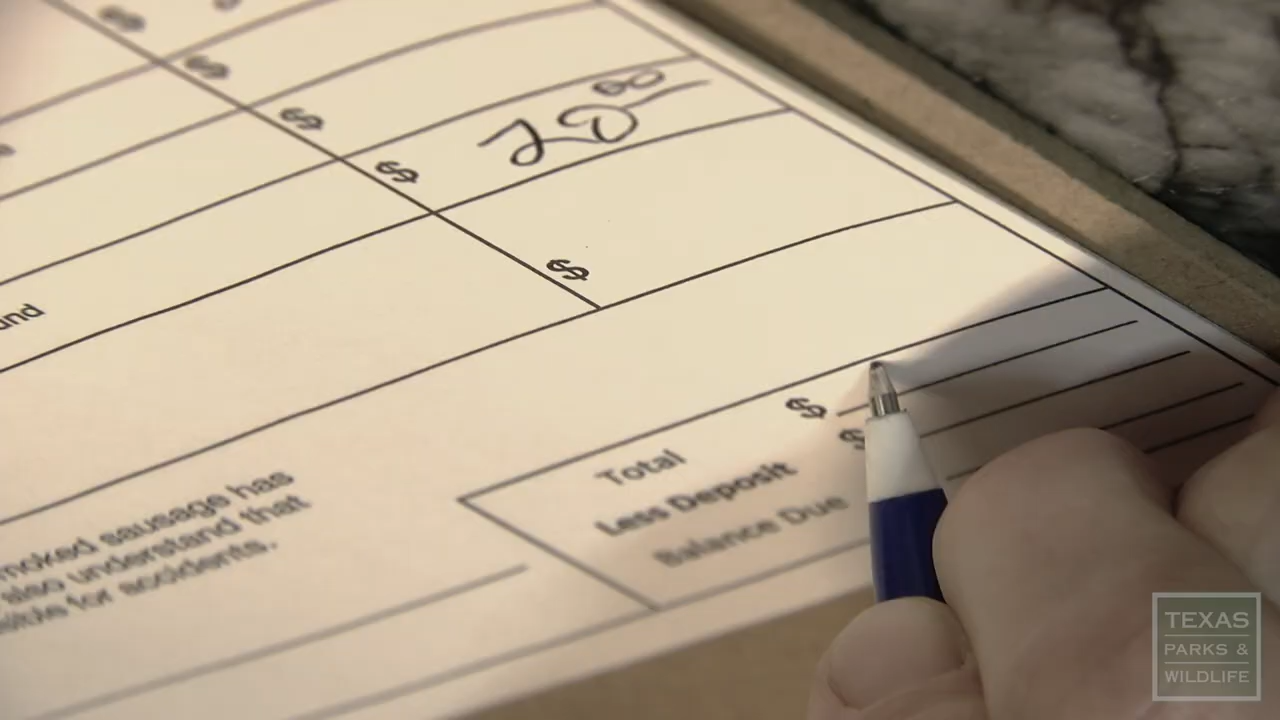 $
$
$
$ 20 00
$
und
$
Total
$
Less Deposit
Balance Due
moked sausage has
also understand that
sible for accidents.
TEXAS
PARKS &
WILDLIFE